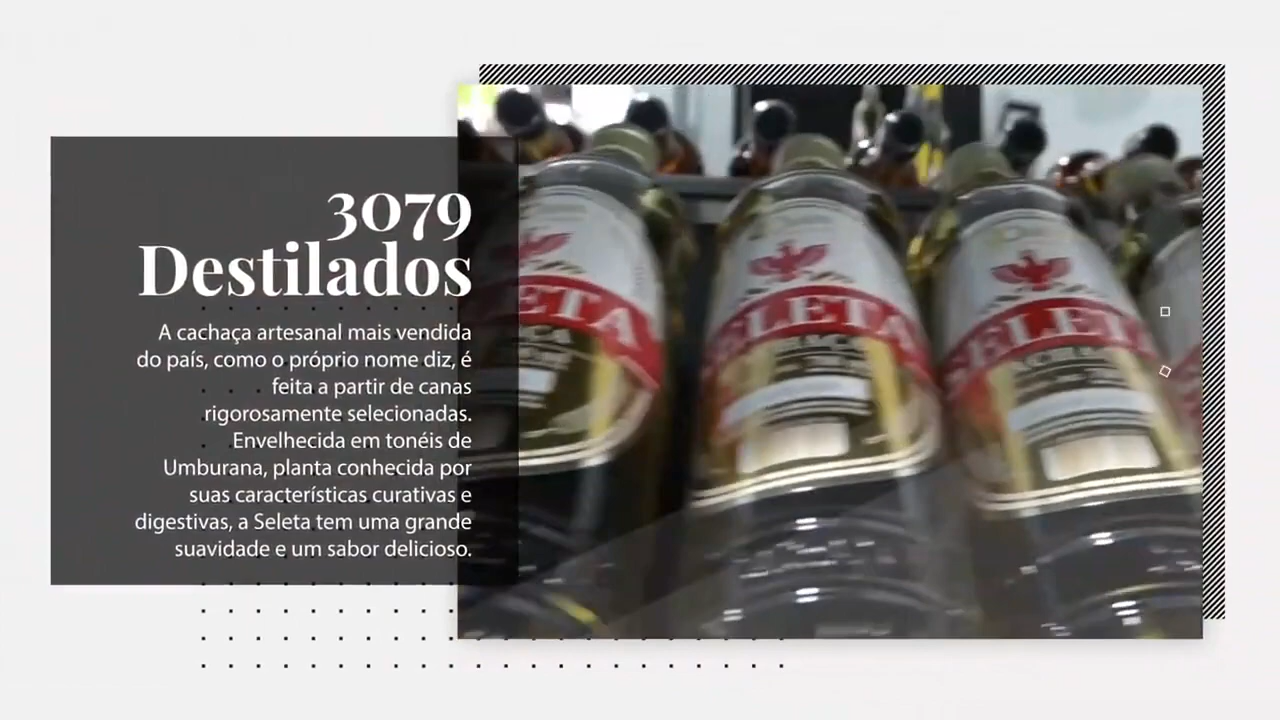 3079
Destilados
A cachaça artesanal mais vendida
do país, como o próprio nome diz, é
feita a partir de canas
rigorosamente selecionadas.
Envelhecida em tonéis de
Umburana, planta conhecida por
suas características curativas e
digestivas, a Seleta tem uma grande
suavidade e um sabor delicioso.
ELETA
SELETA
SELETA